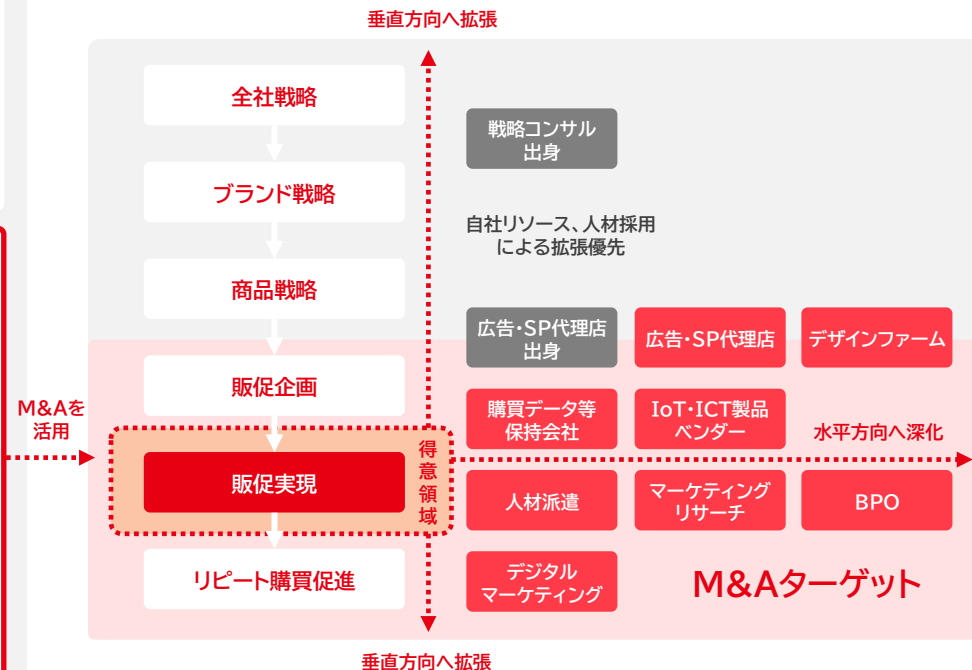 垂直方向へ拡張
全社戦略
ブランド戦略
商品戦略
販促企画
販促実現
リピート購買促進
得意領域
M&Aを
活用
戦略コンサル
出身
自社リソース、人材採用
による拡張優先
広告・SP代理店
出身
広告・SP代理店
デザインファーム
購買データ等
保持会社
IoT・ICT製品
ベンダー
水平方向へ深化
人材派遣
マーケティング
リサーチ
BPO
デジタル
マーケティング
M&Aターゲット
垂直方向へ拡張